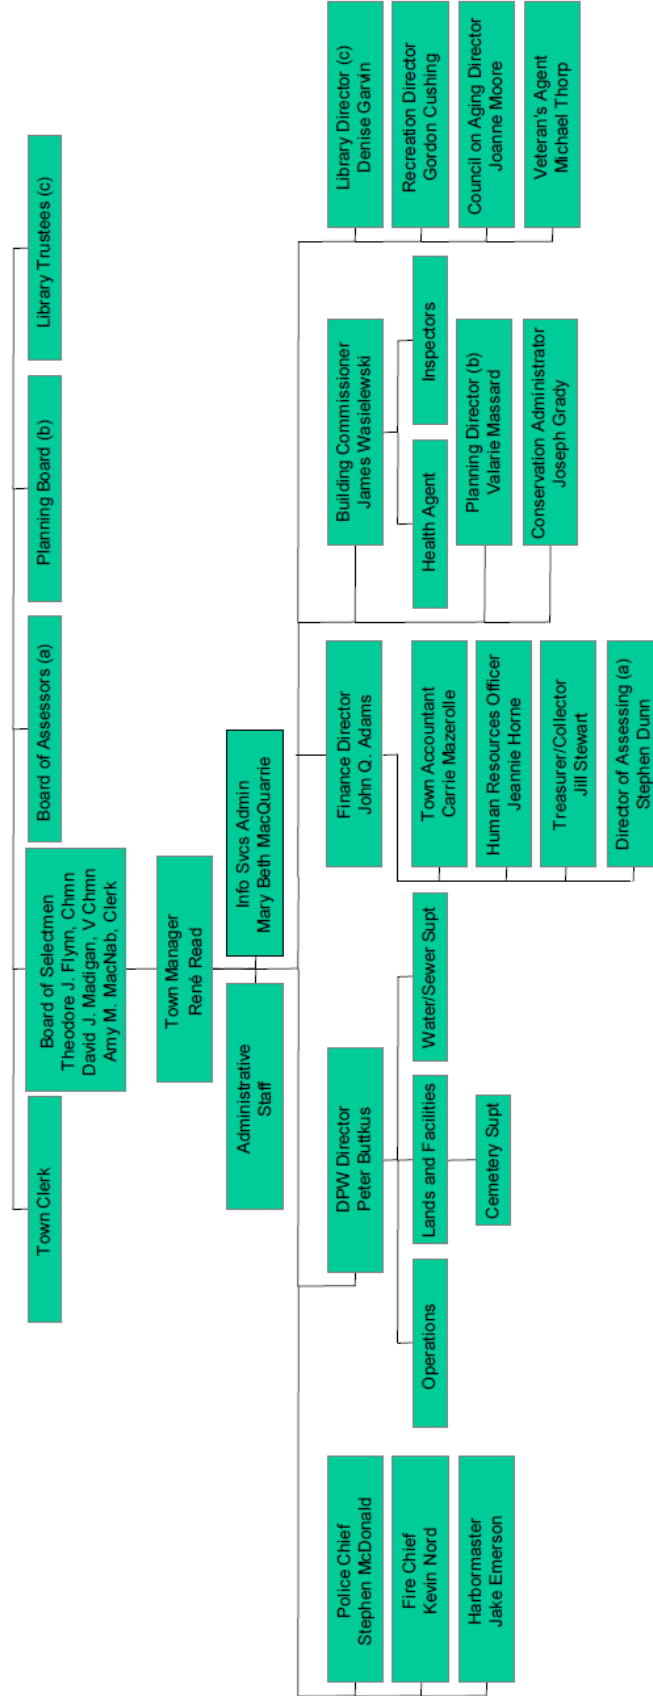 Town Clerk
Board of Selectmen
Theodore J. Flynn, Chmn
David J. Madigan, V Chmn
Amy M. MacNab, Clerk
Board of Assessors (a)
Planning Board (b)
Library Trustees (c)
Town Manager
René Read
Administrative
Staff
Info Svcs Admin
Mary Beth MacQuarrie
Police Chief
Stephen McDonald
Fire Chief
Kevin Nord
Harbormaster
Jake Emerson
DPW Director
Peter Buttkus
Operations
Lands and Facilities
Water/Sewer Supt
Cemetery Supt
Finance Director
John Q. Adams
Town Accountant
Carrie Mazerolle
Human Resources Officer
Jeannie Horne
Treasurer/Collector
Jill Stewart
Director of Assessing (a)
Stephen Dunn
Building Commissioner
James Wasielewski
Health Agent
Inspectors
Planning Director (b)
Valarie Massard
Conservation Administrator
Joseph Grady
Library Director (c)
Denise Garvin
Recreation Director
Gordon Cushing
Council on Aging Director
Joanne Moore
Veteran's Agent
Michael Thorp